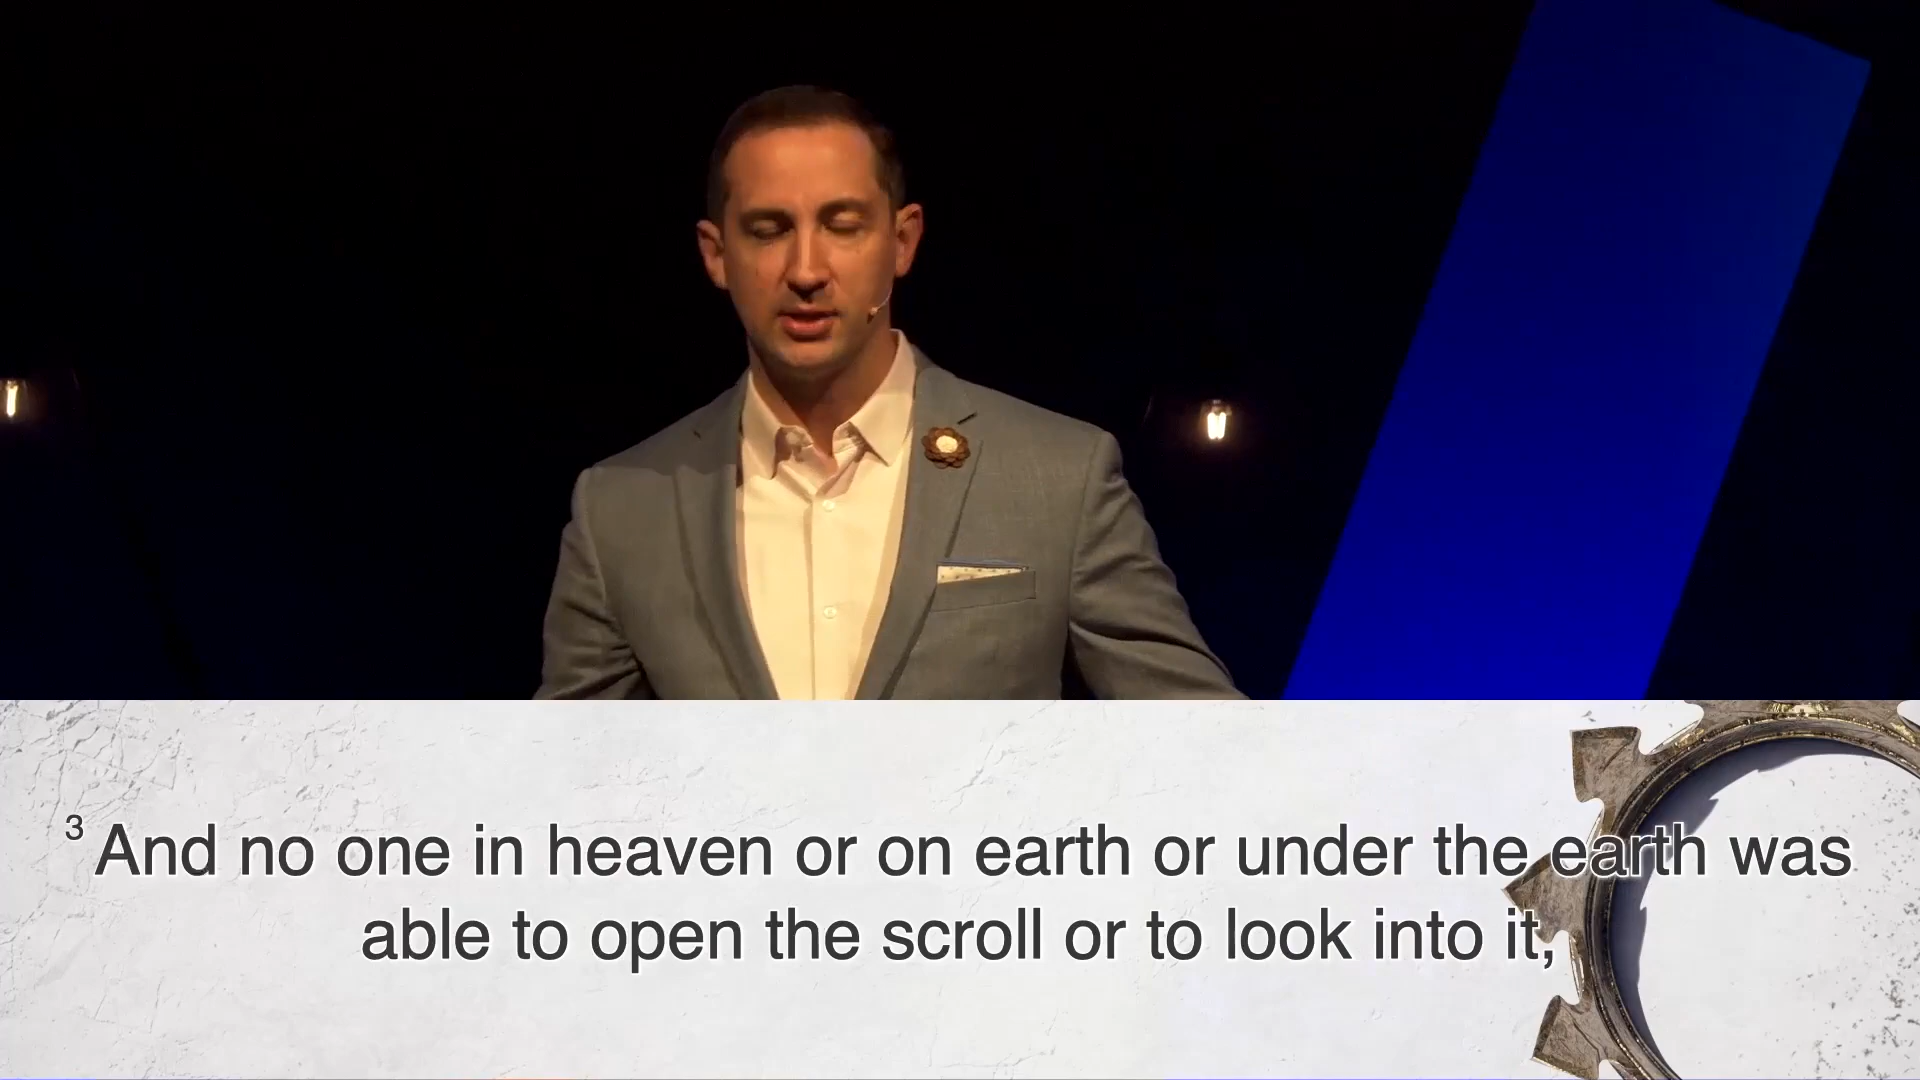 3 And no one in heaven or on earth or under the earth was
able to open the scroll or to look into it,